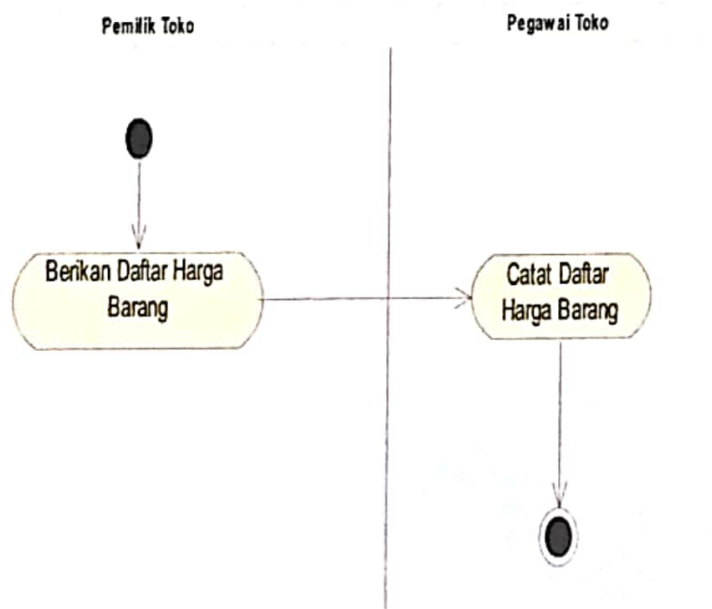 Pemilik Toko
Pegawai Toko
Berikan Daftar Harga
Barang
Catat Daftar
Harga Barang